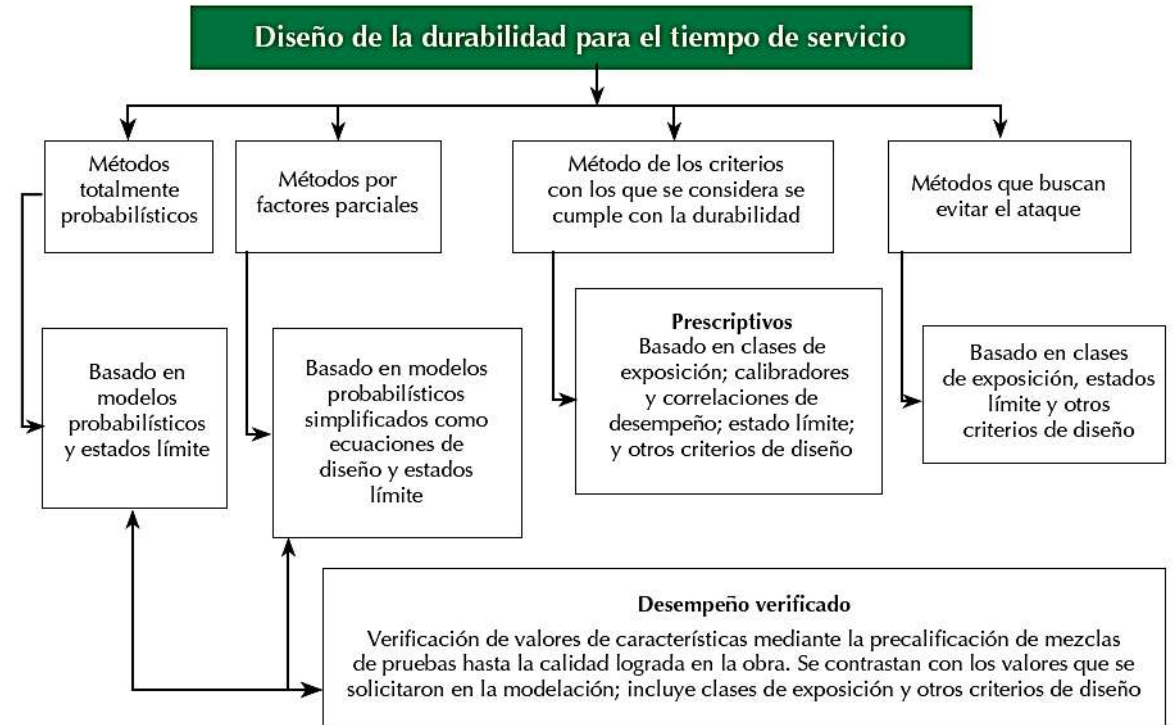 Diseño de la durabilidad para el tiempo de servicio
Métodos
totalmente
probabilísticos
Métodos por
factores parciales
Método de los criterios
con los que se considera se
cumple con la durabilidad
Métodos que buscan
evitar el ataque
Basado en
modelos
probabilísticos
y estados límite
Basado en modelos
probabilísticos
simplificados como
ecuaciones de
diseño y estados
límite
Prescriptivos
Basado en clases de
exposición; calibradores
y correlaciones de
desempeño; estado límite;
y otros criterios de diseño
Basado en clases
de exposición, estados
límite y otros
criterios de diseño
Desempeño verificado
Verificación de valores de características mediante la precalificación de mezclas
de pruebas hasta la calidad lograda en la obra. Se contrastan con los valores que se
solicitaron en la modelación; incluye clases de exposición y otros criterios de diseño